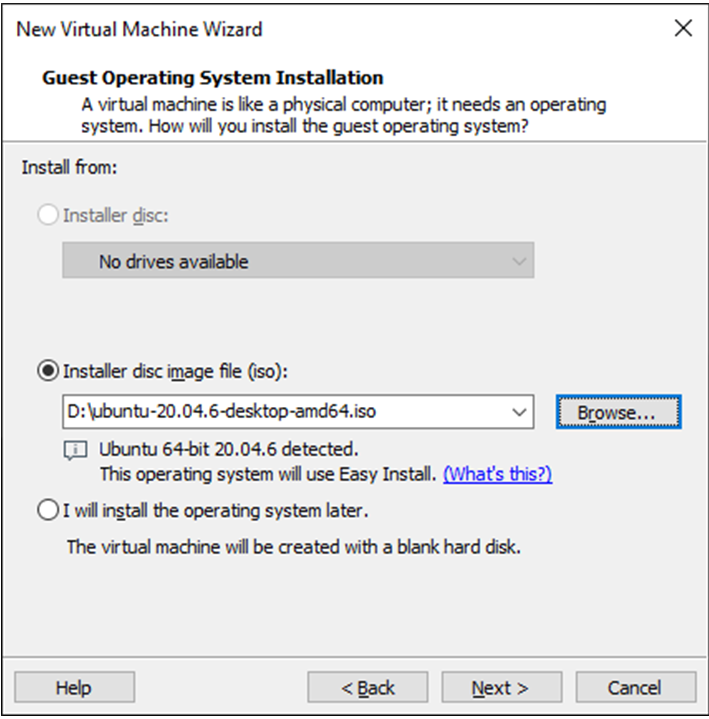 New Virtual Machine Wizard
Guest Operating System Installation
A virtual machine is like a physical computer; it needs an operating
system. How will you install the guest operating system?
Install from:
Installer disc:
No drives available
Installer disc image file (iso):
D:\ubuntu-20.04.6-desktop-amd64.iso
Browse...
Ubuntu 64-bit 20.04.6 detected.
This operating system will use Easy Install. (What's this?)
I will install the operating system later.
The virtual machine will be created with a blank hard disk.
Help
< Back
Next >
Cancel